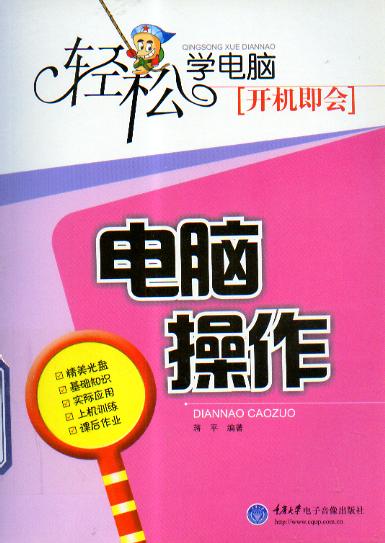 轻松学电脑
QINGSONG XUE DIANNAO
[开机即会]
电脑
操作
DIANNAO CAOZUO
蒋 平 编著
☑精美光盘
☑基础知识
☑实际应用
☑上机训练
☑课后作业
重庆大学电子音像出版社
http://www.cqup.com.cn